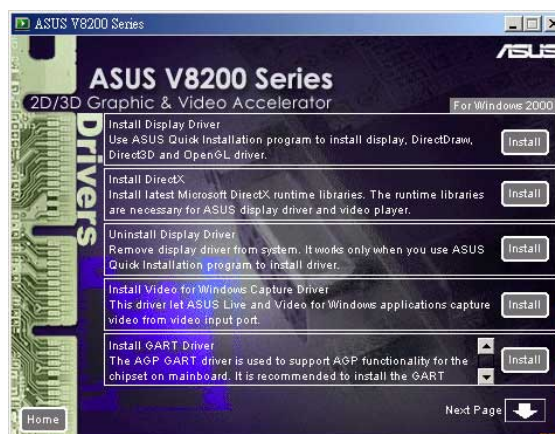 ASUS V8200 Series
ASUS
ASUS V8200 Series
2D/3D Graphic & Video Accelerator
For Windows 2000
Drivers
Install Display Driver
Use ASUS Quick Installation program to install display, DirectDraw,
Direct3D and OpenGL driver.
Install
Install DirectX
Install latest Microsoft DirectX runtime libraries. The runtime libraries
are necessary for ASUS display driver and video player.
Install
Uninstall Display Driver
Remove display driver from system. It works only when you use ASUS
Quick Installation program to install driver.
Install
Install Video for Windows Capture Driver
This driver let ASUS Live and Video for Windows applications capture
video from video input port.
Install
Install GART Driver
The AGP GART driver is used to support AGP functionality for the
chipset on mainboard. It is recommended to install the GART
Install
Next Page
Home